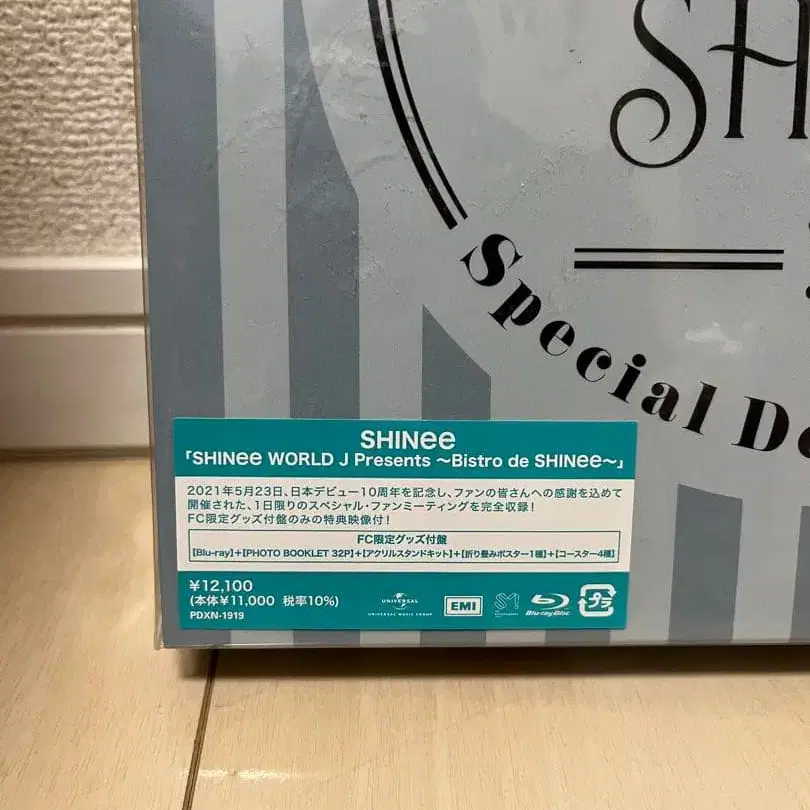 SH
Special De
SHINee
「SHINee WORLD J Presents ～Bistro de SHINee～」
2021年5月23日、日本デビュー10周年を記念し、ファンの皆さんへの感謝を込めて
開催された、1日限りのスペシャル・ファンミーティングを完全収録!
FC限定グッズ付盤のみの特典映像付!
FC限定グッズ付盤
【Blu-ray】+【PHOTO BOOKLET 32P】+【アクリルスタンドキット】+【折り畳みポスター1種】+【コースター4種】
¥12,100
(本体¥11,000 税率10%)
PDXN-1919
UNIVERSAL
UNIVERSAL MUSIC GROUP
EMI
SM
Blu-ray Disc
プラ